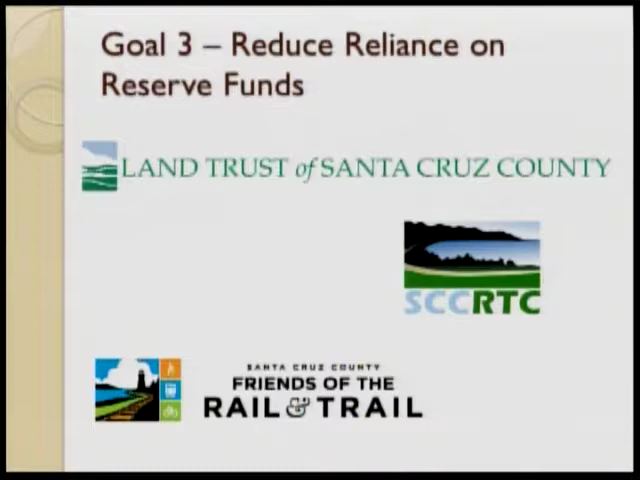 Goal 3 – Reduce Reliance on
Reserve Funds
LAND TRUST of SANTA CRUZ COUNTY
SCCRTC
SANTA CRUZ COUNTY
FRIENDS OF THE
RAIL & TRAIL